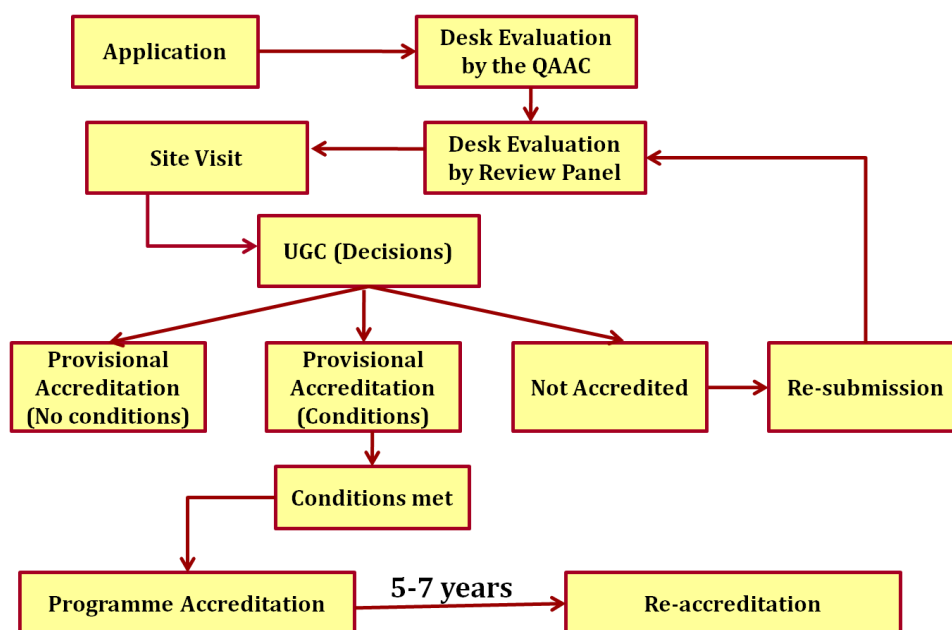 Application
Desk Evaluation
by the QAAC
Site Visit
Desk Evaluation
by Review Panel
UGC (Decisions)
Provisional
Accreditation
(No conditions)
Provisional
Accreditation
(Conditions)
Not Accredited
Re-submission
Conditions met
Programme Accreditation
5-7 years
Re-accreditation